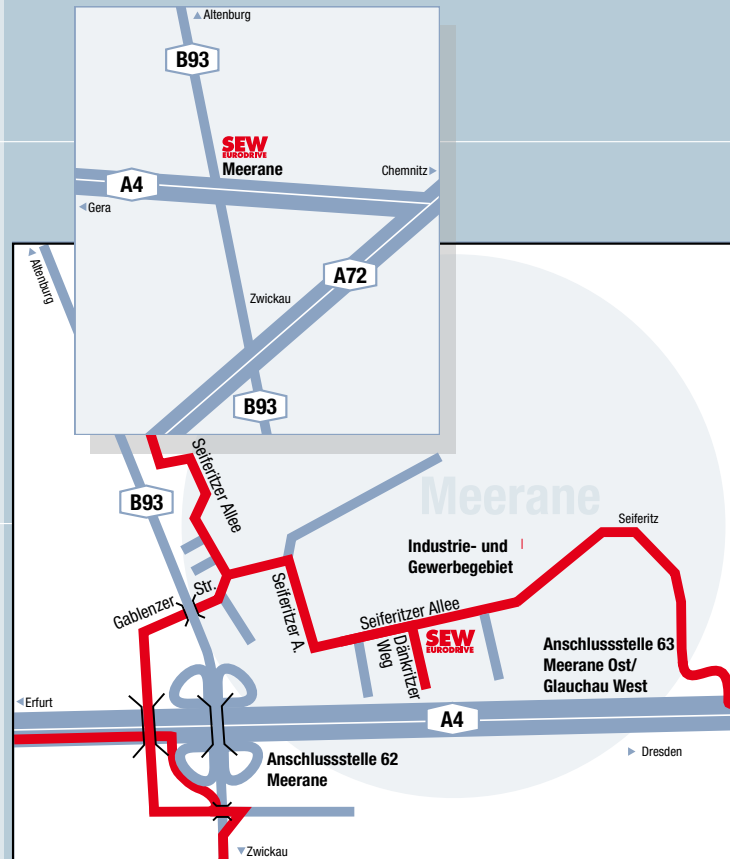 Altenburg
B93
SEW
EURODRIVE
Meerane
Chemnitz
A4
Gera
A72
Zwickau
B93
Altenburg
Seiferitzer Allee
B93
Meerane
Seiferitz
Industrie- und
Gewerbegebiet
Gablenzer Str.
Seiferitzer A.
Seiferitzer Allee
SEW
EURODRIVE
Dänkritzer
Weg
Anschlussstelle 63
Meerane Ost/
Glauchau West
Erfurt
A4
Dresden
Anschlussstelle 62
Meerane
Zwickau